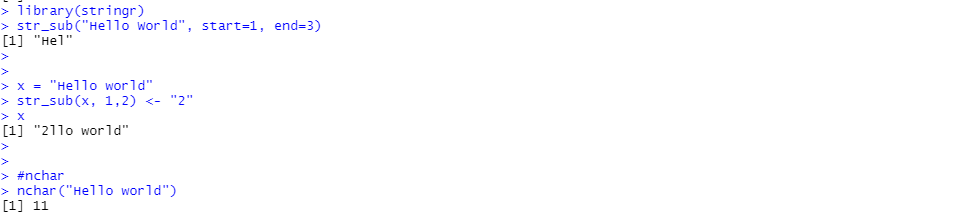 > library(stringr)
> str_sub("Hello world", start=1, end=3)
[1] "Hel"
>
>
> x = "Hello world"
> str_sub(x, 1,2) <- "2"
> x
[1] "2llo world"
>
>
> #nchar
> nchar("Hello world")
[1] 11